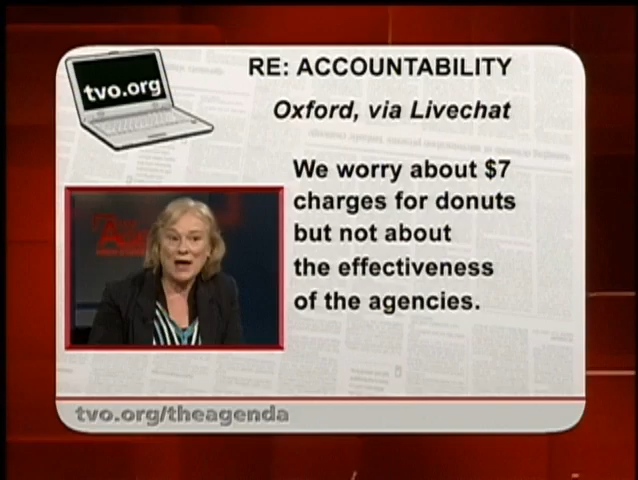 tvo.org
RE: ACCOUNTABILITY
Oxford, via Livechat
We worry about $7
charges for donuts
but not about
the effectiveness
of the agencies.
tvo.org/theagenda